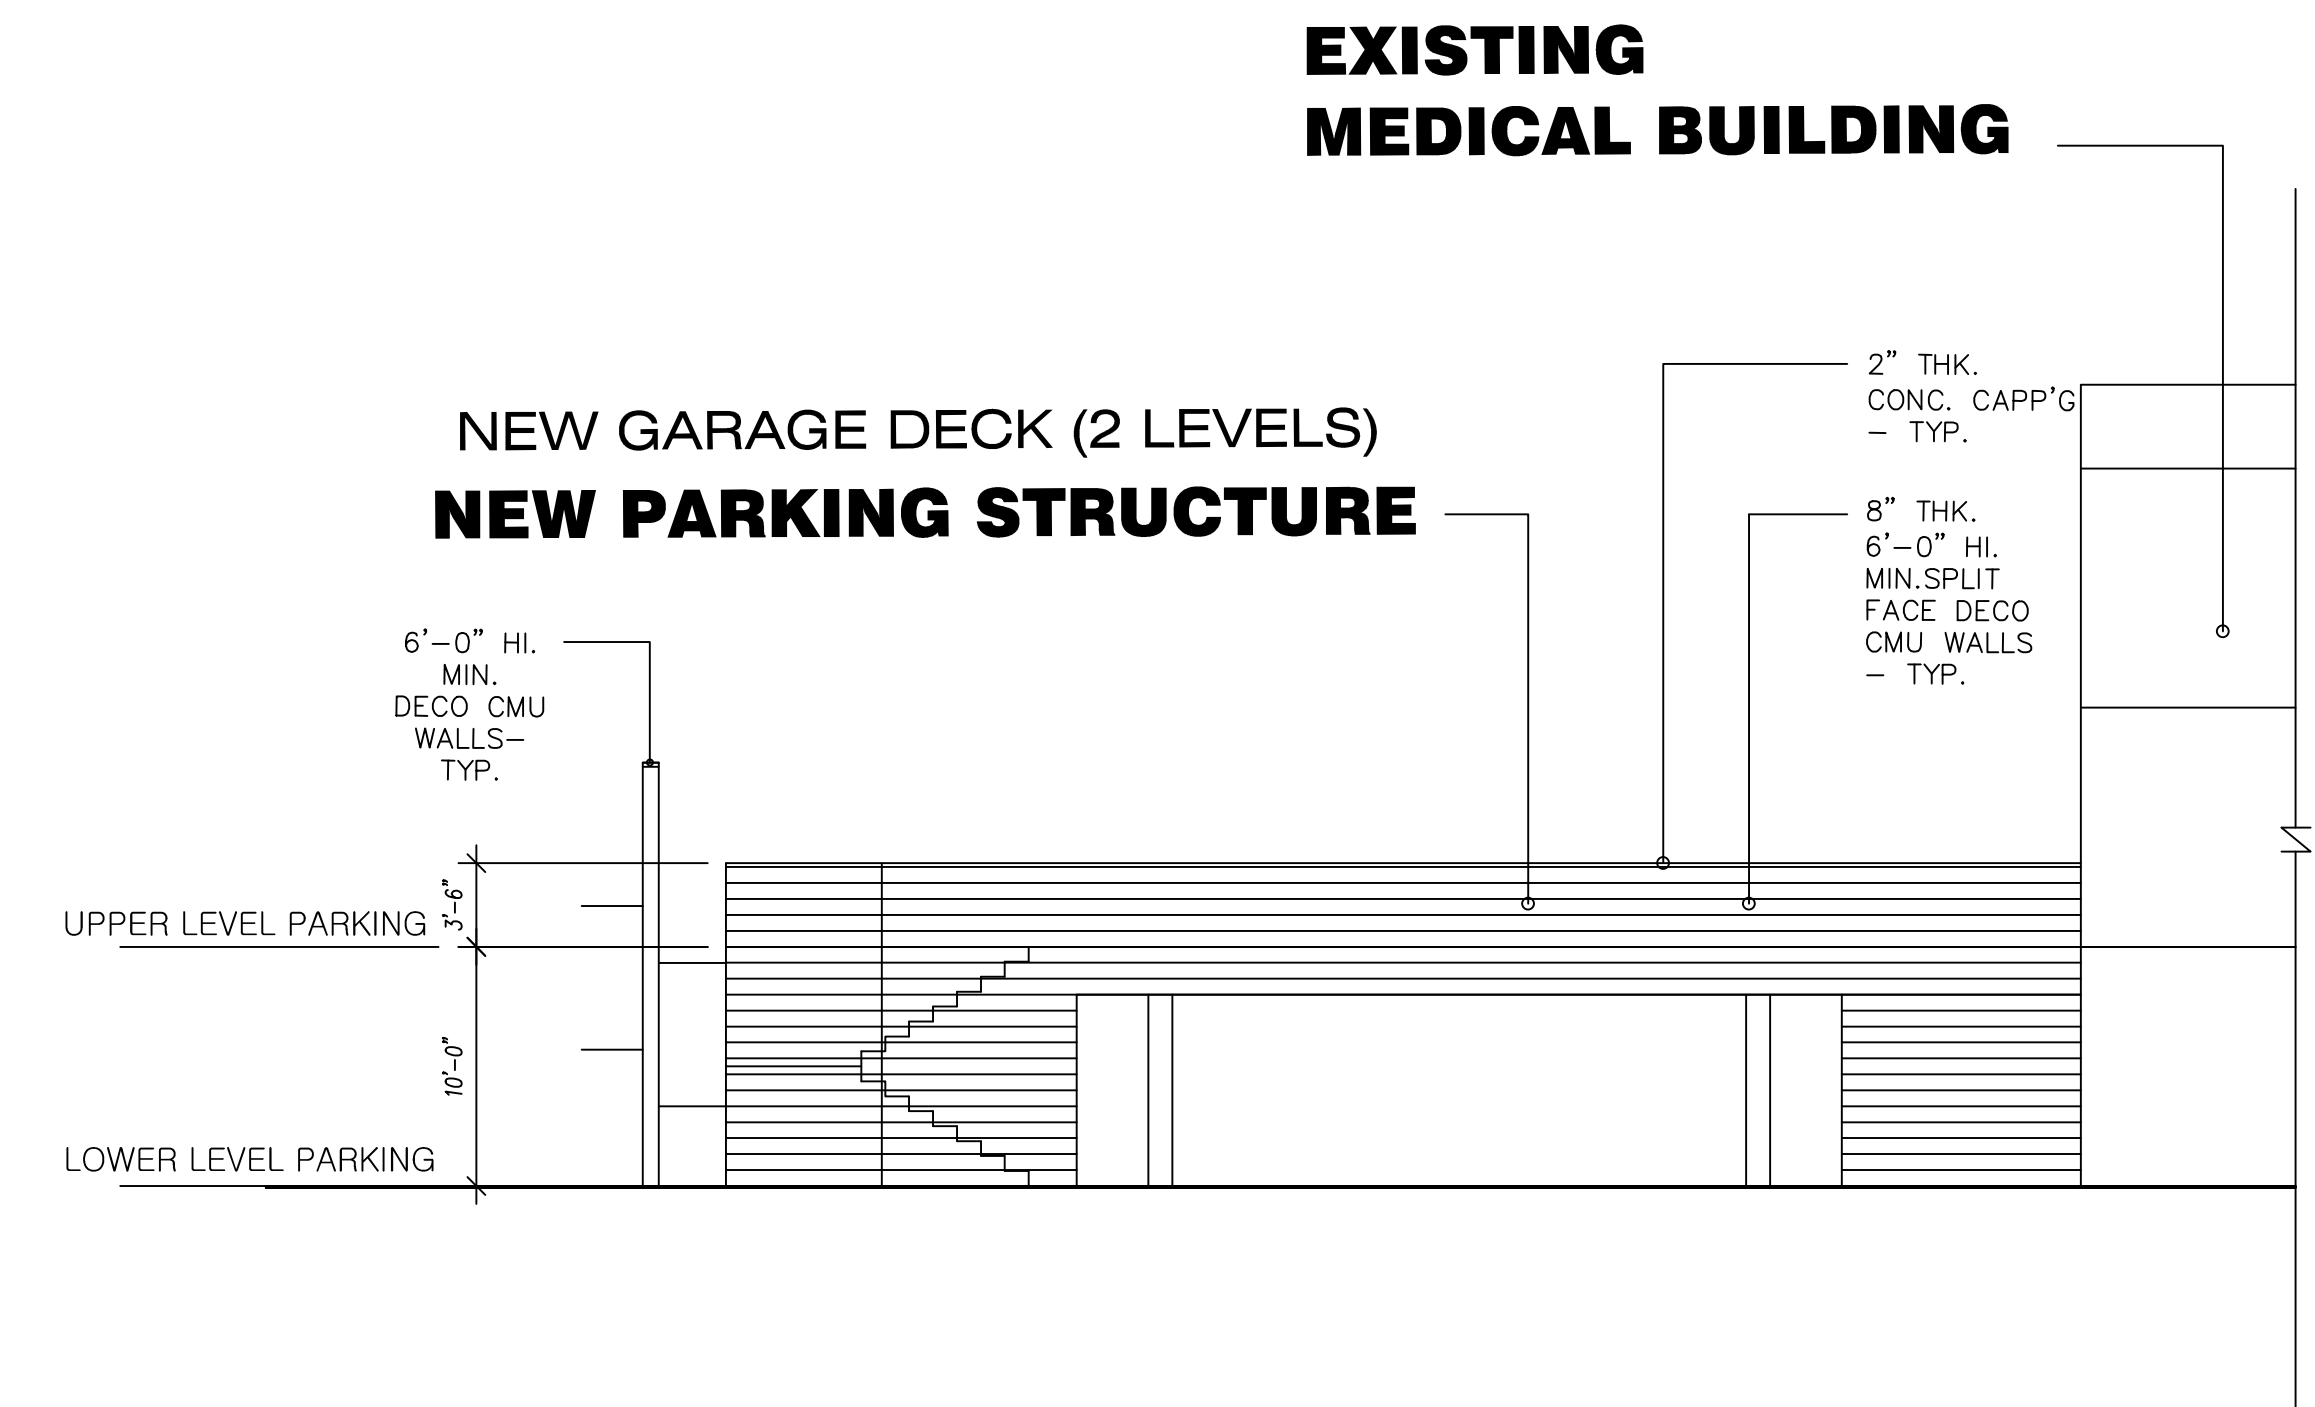 EXISTING
MEDICAL BUILDING
2” THK.
CONC. CAPP’G
– TYP.
NEW GARAGE DECK (2 LEVELS)
NEW PARKING STRUCTURE
8” THK.
6’–0” HI.
MIN.SPLIT
FACE DECO
CMU WALLS
– TYP.
6’–0” HI.
MIN.
DECO CMU
WALLS–
TYP.
3’–6”
UPPER LEVEL PARKING
10’–0”
LOWER LEVEL PARKING